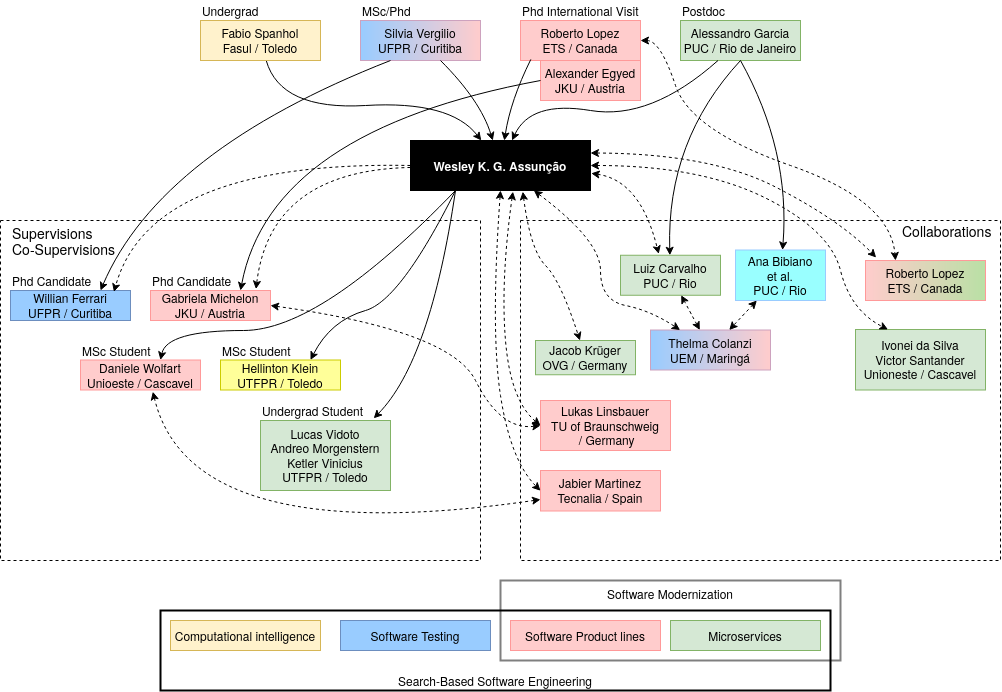 Undergrad
Fabio Spanhol
Fasul / Toledo
MSc/Phd
Silvia Vergilio
UFPR / Curitiba
Phd International Visit
Roberto Lopez
ETS / Canada
Alexander Egyed
JKU / Austria
Postdoc
Alessandro Garcia
PUC / Rio de Janeiro
Wesley K. G. Assunção
Supervisions
Co-Supervisions
Phd Candidate
Willian Ferrari
UFPR / Curitiba
Phd Candidate
Gabriela Michelon
JKU / Austria
MSc Student
Daniele Wolfart
Unioeste / Cascavel
MSc Student
Hellinton Klein
UTFPR / Toledo
Undergrad Student
Lucas Vidoto
Andreo Morgenstern
Ketler Vinicius
UTFPR / Toledo
Collaborations
Luiz Carvalho
PUC / Rio
Ana Bibiano
et al.
PUC / Rio
Roberto Lopez
ETS / Canada
Jacob Krüger
OVG / Germany
Thelma Colanzi
UEM / Maringá
Ivonei da Silva
Victor Santander
Unioneste / Cascavel
Lukas Linsbauer
TU of Braunschweig
/ Germany
Jabier Martinez
Tecnalia / Spain
Software Modernization
Computational intelligence
Software Testing
Software Product lines
Microservices
Search-Based Software Engineering